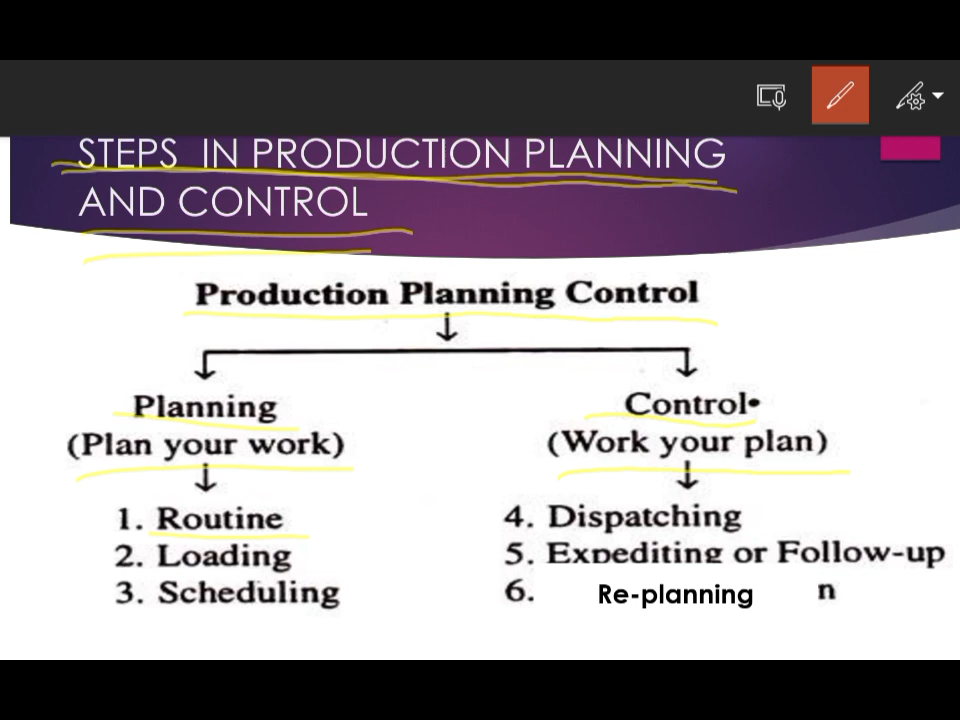 STEPS IN PRODUCTION PLANNING
AND CONTROL
Production Planning Control
Planning
(Plan your work)
1. Routine
2. Loading
3. Scheduling
Control•
(Work your plan)
4. Dispatching
5. Expediting or Follow-up
6. Re-planning n